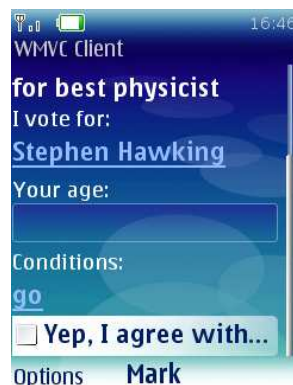 16:46
WMVC Client
for best physicist
I vote for:
Stephen Hawking
Your age:
Conditions:
go
Yep, I agree with...
Options Mark